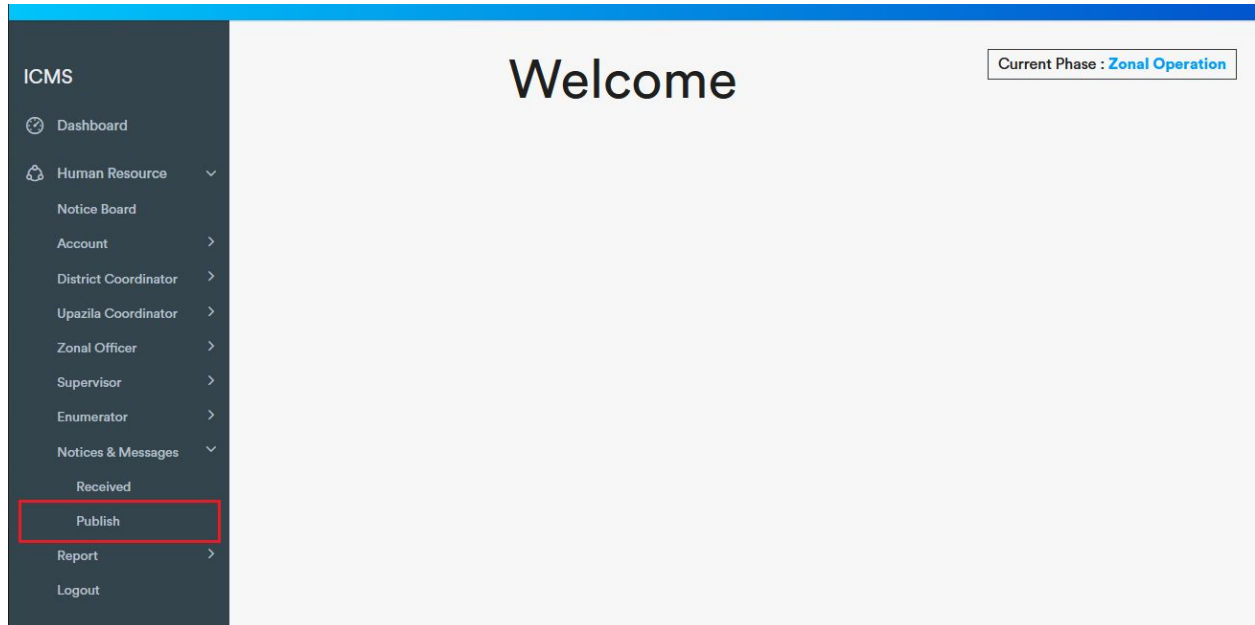 ICMS
Dashboard
Human Resource
Notice Board
Account
District Coordinator
Upazila Coordinator
Zonal Officer
Supervisor
Enumerator
Notices & Messages
Received
Publish
Report
Logout
Welcome
Current Phase : Zonal Operation